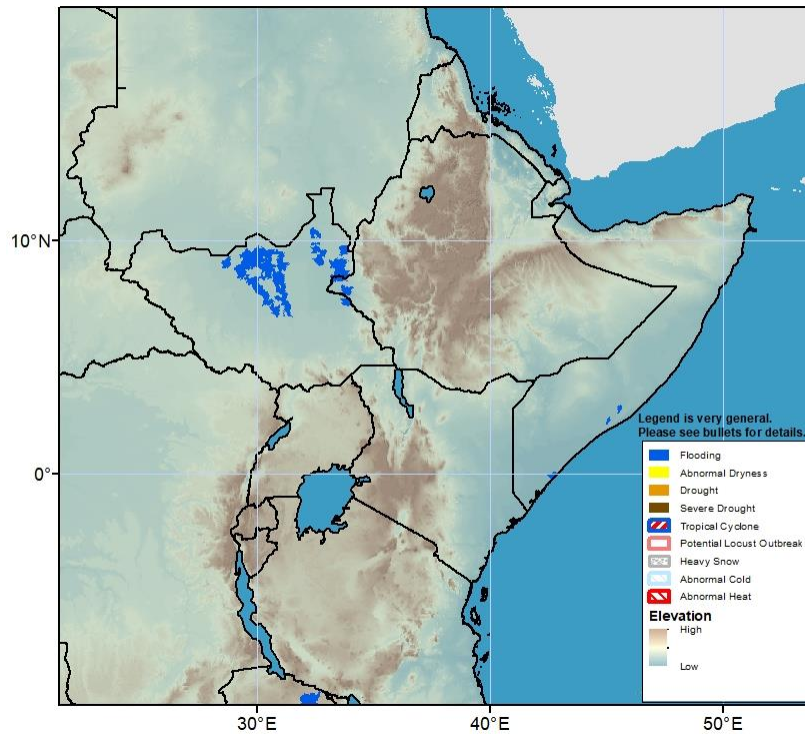 10°N
0°
30°E
40°E
50°E
Legend is very general.
Please see bullets for details.
Flooding
Abnormal Dryness
Drought
Severe Drought
Tropical Cyclone
Potential Locust Outbreak
Heavy Snow
Abnormal Cold
Abnormal Heat
Elevation
High
Low